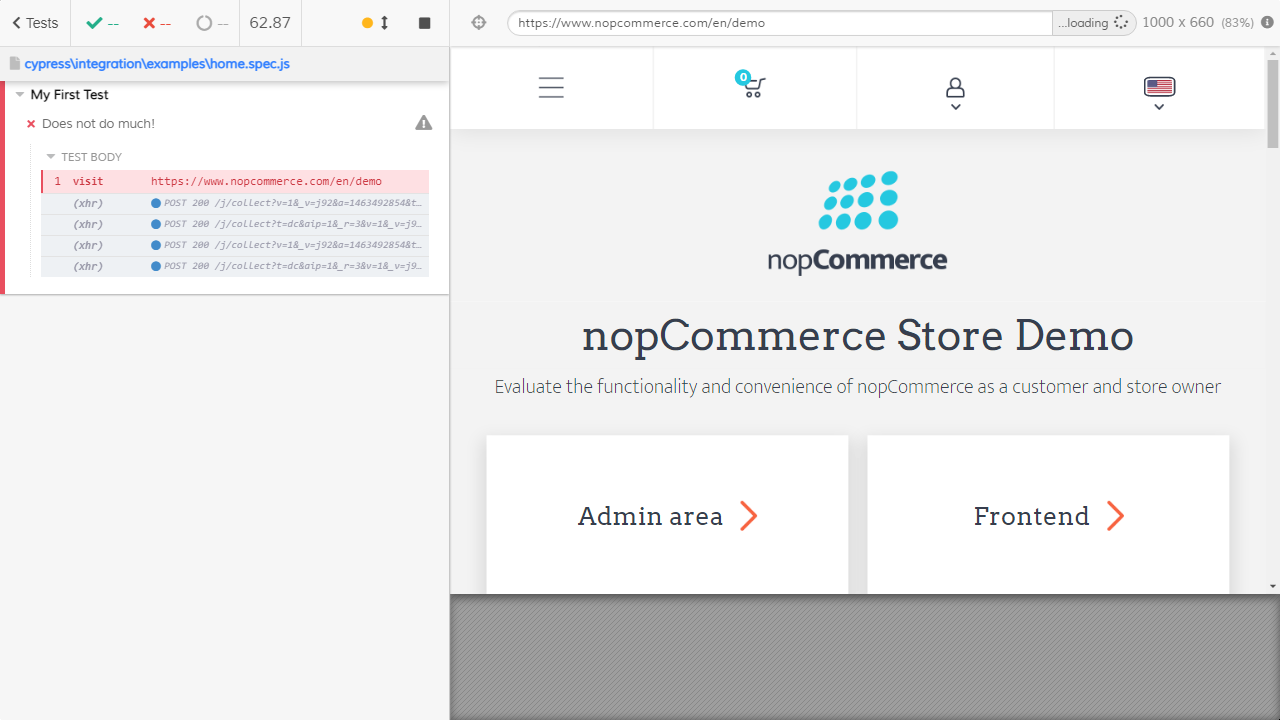 Tests
--
--
--
62.87
https://www.nopcommerce.com/en/demo
...loading
1000 x 660 (83%)
cypress\integration\examples\home.spec.js
My First Test
Does not do much!
TEST BODY
1 visit https://www.nopcommerce.com/en/demo
(xhr) POST 200 /j/collect?v=1&_v=j92&a=1463492854&t…
(xhr) POST 200 /j/collect?t=dc&aip=1&_r=3&v=1&_v=j9…
(xhr) POST 200 /j/collect?v=1&_v=j92&a=1463492854&t…
(xhr) POST 200 /j/collect?t=dc&aip=1&_r=3&v=1&_v=j9…
0
nopCommerce
nopCommerce Store Demo
Evaluate the functionality and convenience of nopCommerce as a customer and store owner
Admin area
Frontend